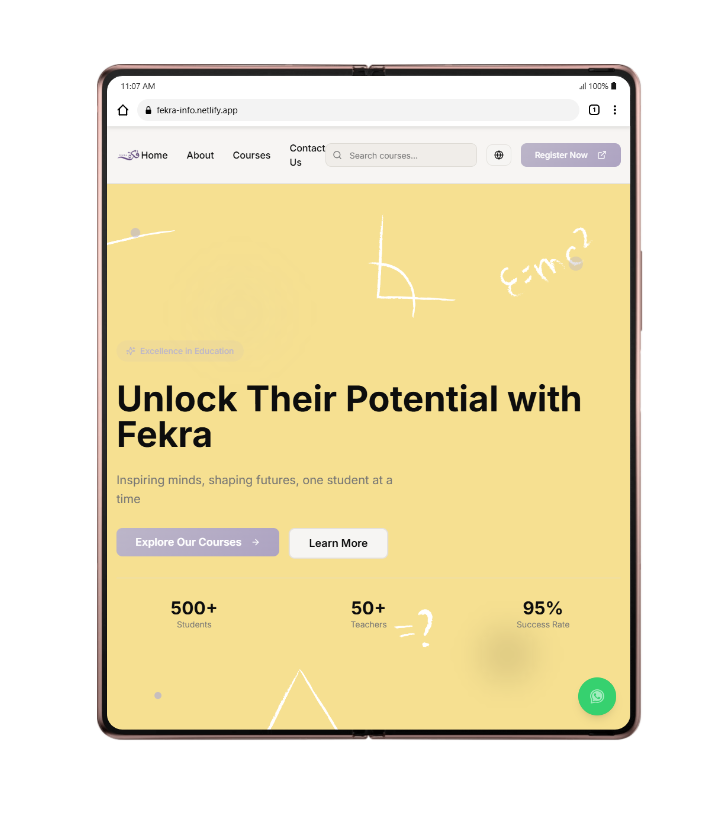 11:07 AM
100%
fekra-info.netlify.app
1
فكرة
Home
About
Courses
Contact
Us
Search courses...
Register Now
ε=mc²
Excellence in Education
Unlock Their Potential with
Fekra
Inspiring minds, shaping futures, one student at a
time
Explore Our Courses
Learn More
500+
50+
95%
Students
Teachers
Success Rate
=?